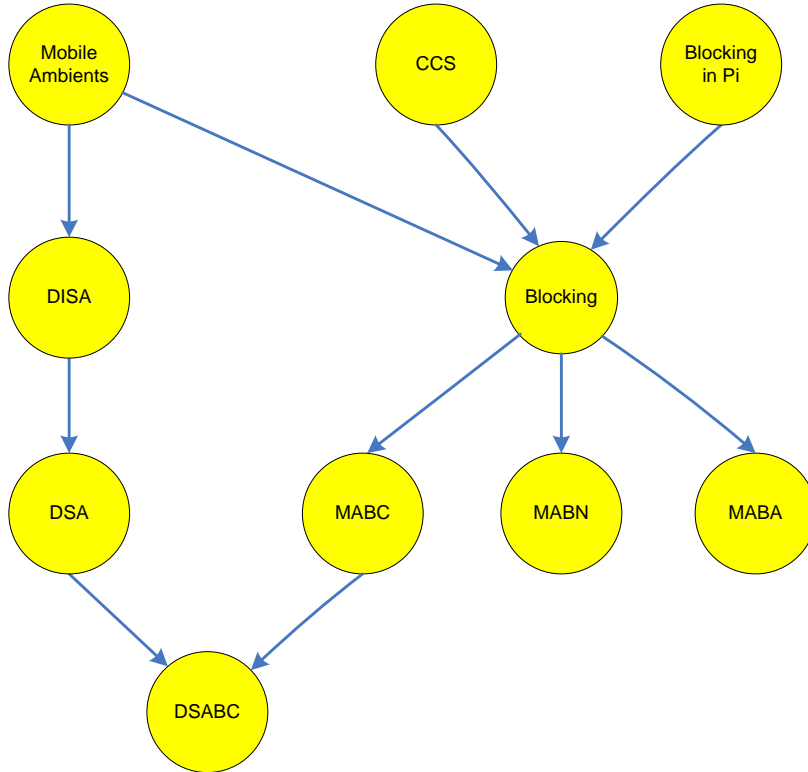 Mobile
Ambients
CCS
Blocking
in Pi
DISA
Blocking
DSA
MABC
MABN
MABA
DSABC